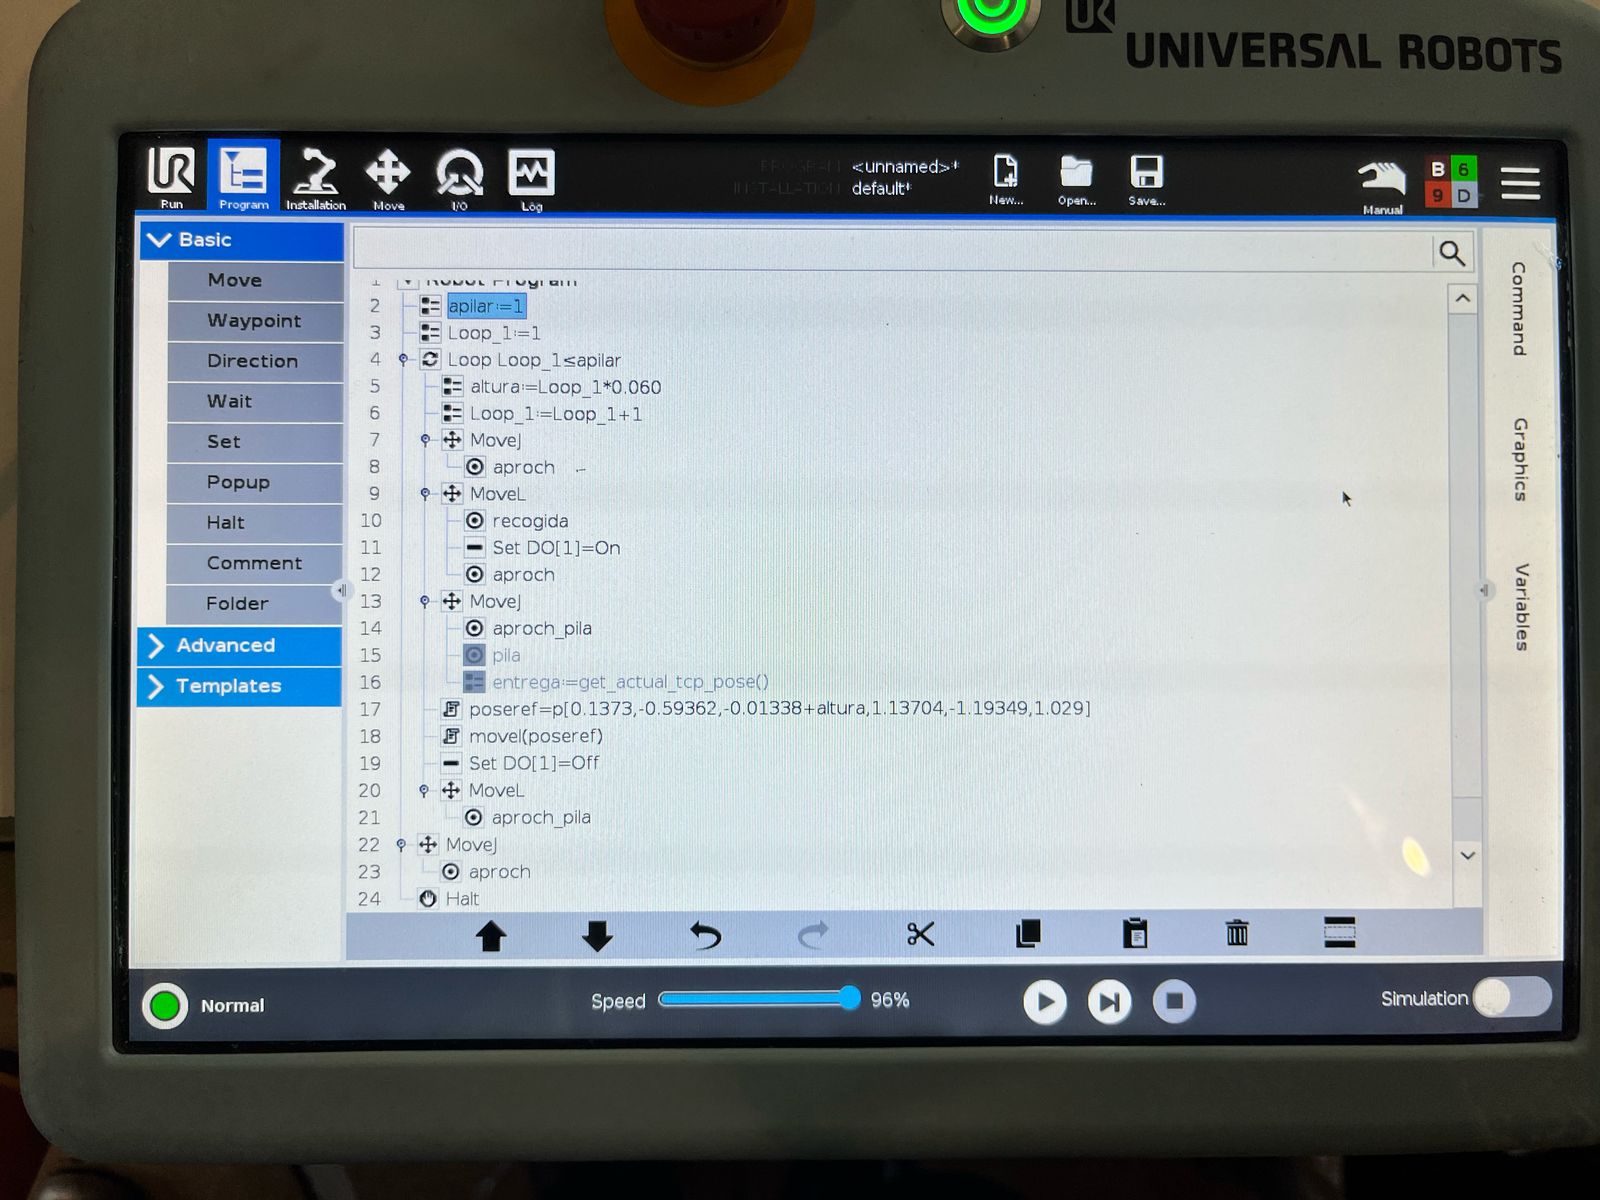 UR
UNIVERSAL ROBOTS
UR
Run
Program
Installation
Move
I/O
Log
PROGRAM <unnamed>*
INSTALLATION default*
New...
Open...
Save...
Manual
B 6
9 D
Basic
Move
Waypoint
Direction
Wait
Set
Popup
Halt
Comment
Folder
Advanced
Templates
1 Robot Program
2 apilar:=1
3 Loop_1:=1
4 Loop Loop_1≤apilar
5 altura:=Loop_1*0.060
6 Loop_1:=Loop_1+1
7 MoveJ
8 aproch
9 MoveL
10 recogida
11 Set DO[1]=On
12 aproch
13 MoveJ
14 aproch_pila
15 pila
16 entrega:=get_actual_tcp_pose()
17 poseref=p[0.1373,-0.59362,-0.01338+altura,1.13704,-1.19349,1.029]
18 movel(poseref)
19 Set DO[1]=Off
20 MoveL
21 aproch_pila
22 MoveJ
23 aproch
24 Halt
Command
Graphics
Variables
Normal
Speed 96%
Simulation